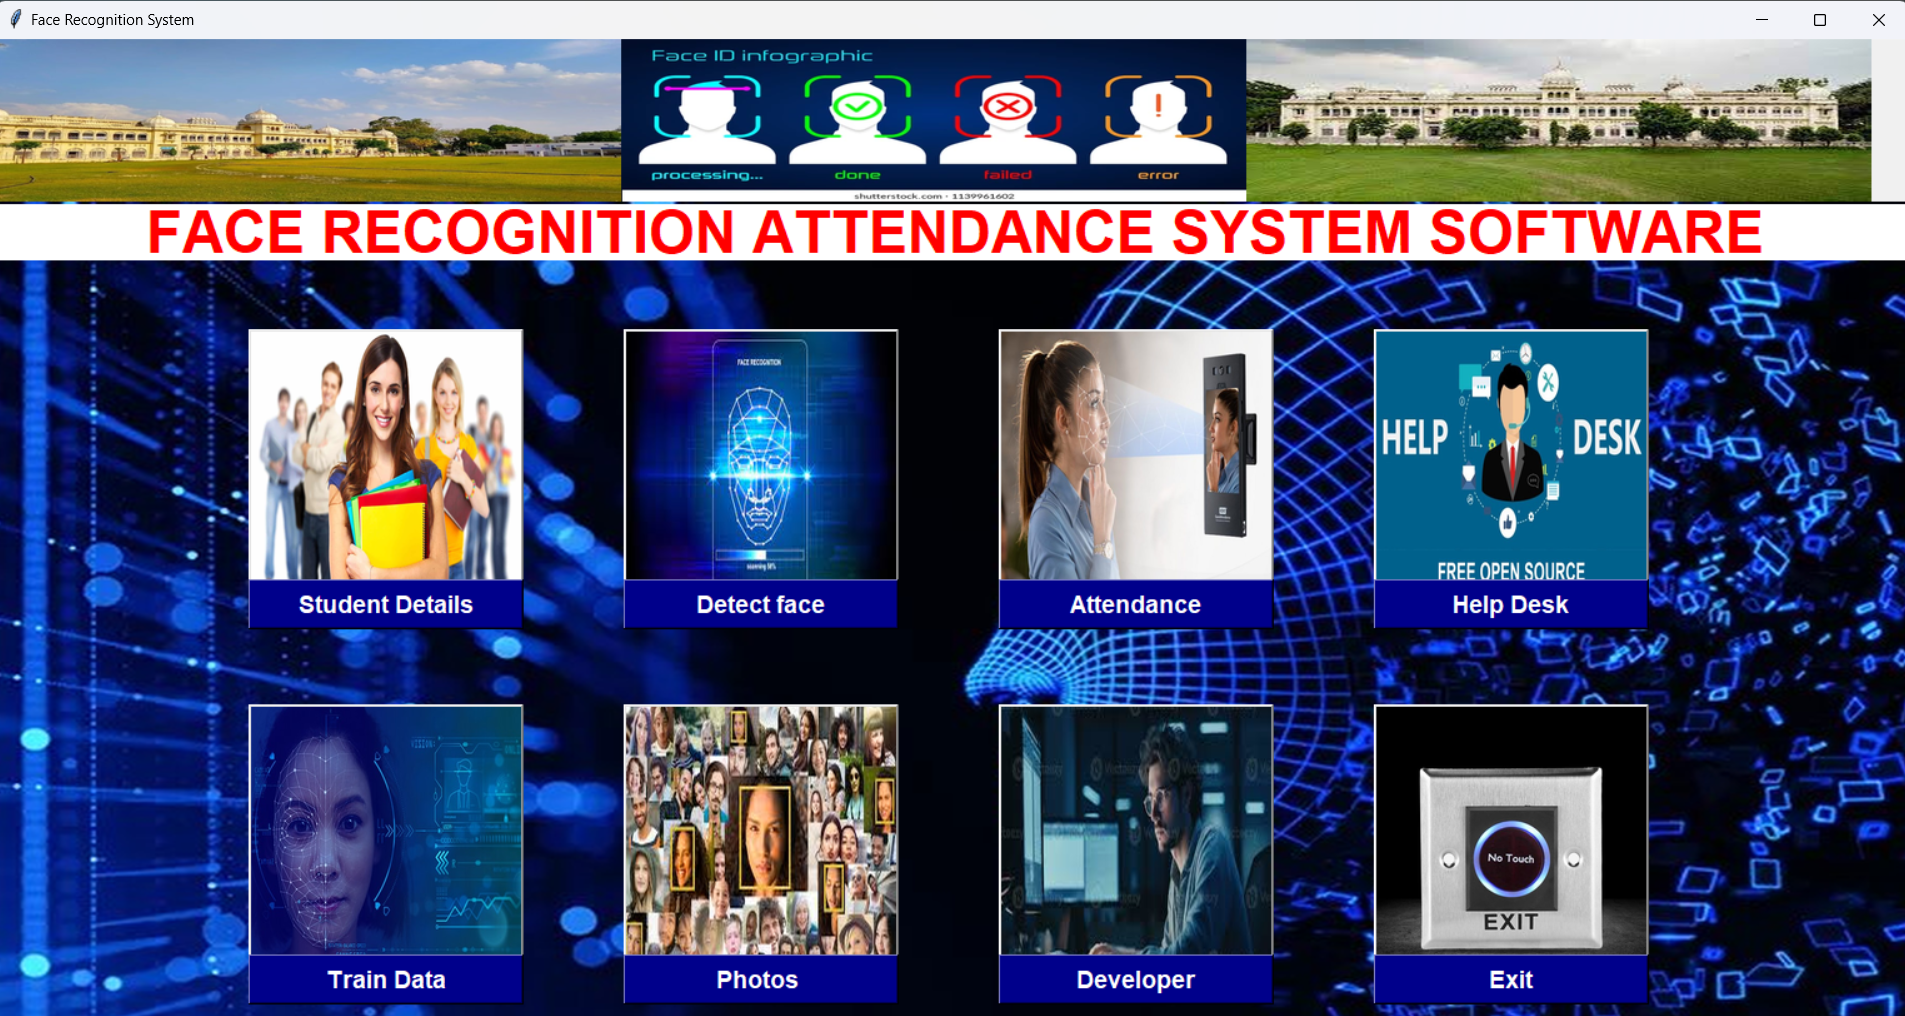 Face Recognition System
Face ID infographic
processing...
done
failed
error
shutterstock.com · 1139961602
FACE RECOGNITION ATTENDANCE SYSTEM SOFTWARE
FACE RECOGNITION
HELP DESK
FREE OPEN SOURCE
Student Details
Detect face
Attendance
Help Desk
No Touch
EXIT
Train Data
Photos
Developer
Exit